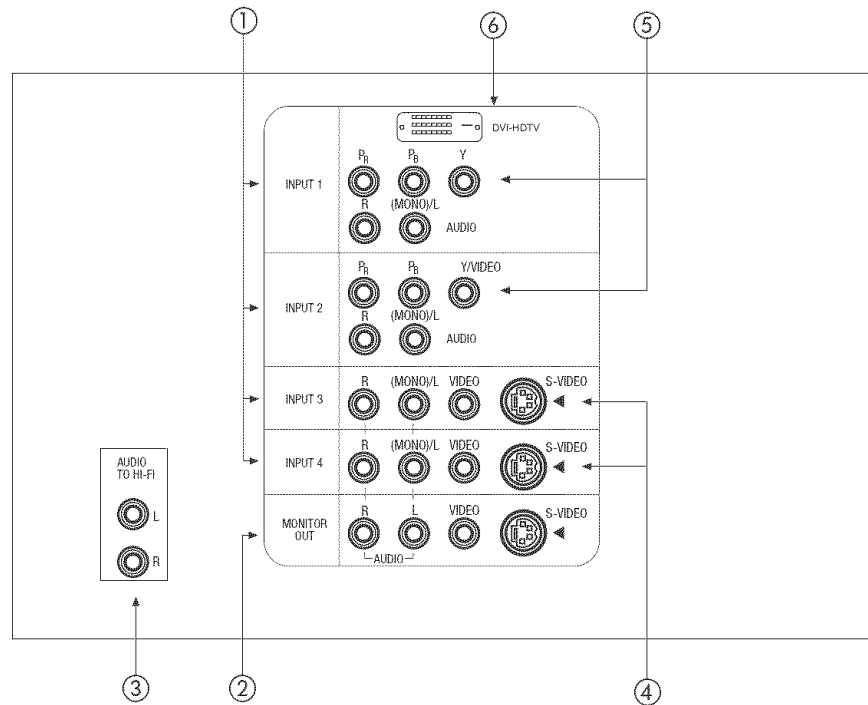 ① ⑥ ⑤
DVI-HDTV
PR PB Y
INPUT 1
R (MONO)/L AUDIO
PR PB Y/VIDEO
INPUT 2
R (MONO)/L AUDIO
INPUT 3
R (MONO)/L VIDEO S-VIDEO
INPUT 4
R (MONO)/L VIDEO S-VIDEO
MONITOR
OUT
R L VIDEO S-VIDEO
AUDIO
AUDIO
TO HI-FI
L
R
③ ② ④